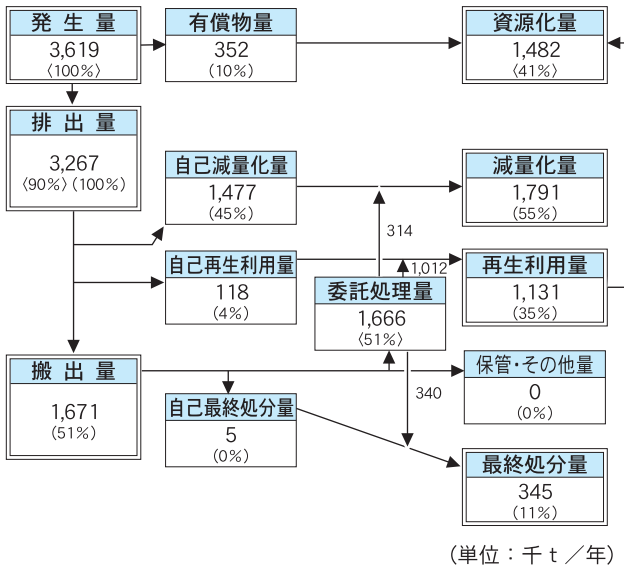 発生量
3,619
〈100%〉
有償物量
352
(10%)
資源化量
1,482
〈41%〉
排出量
3,267
〈90%〉(100%)
自己減量化量
1,477
(45%)
減量化量
1,791
(55%)
314
自己再生利用量
118
(4%)
1,012
委託処理量
1,666
〈51%〉
再生利用量
1,131
(35%)
搬出量
1,671
(51%)
自己最終処分量
5
(0%)
340
保管・その他量
0
(0%)
最終処分量
345
(11%)
(単位:千t/年)